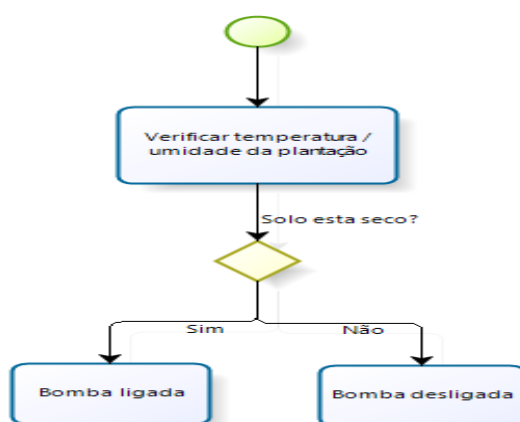 Verificar temperatura /
umidade da plantação
Solo esta seco?
Sim
Não
Bomba ligada
Bomba desligada